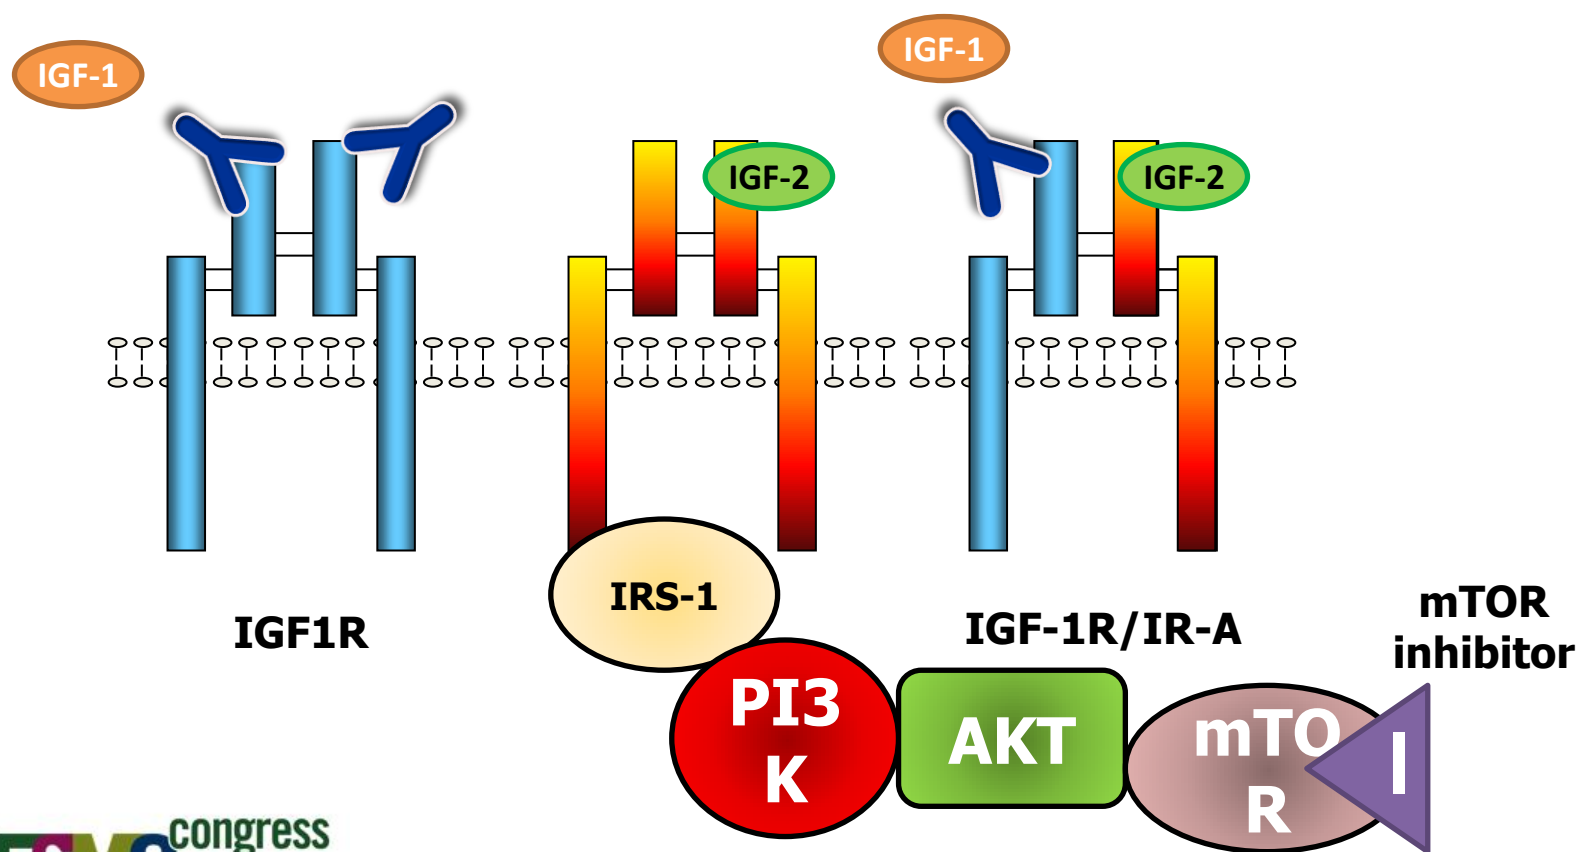 IGF-1
IGF-1
IGF-2
IGF-2
IRS-1
IGF1R
IGF-1R/IR-A
mTOR
inhibitor
PI3
K
AKT
mTO
R
I
congress